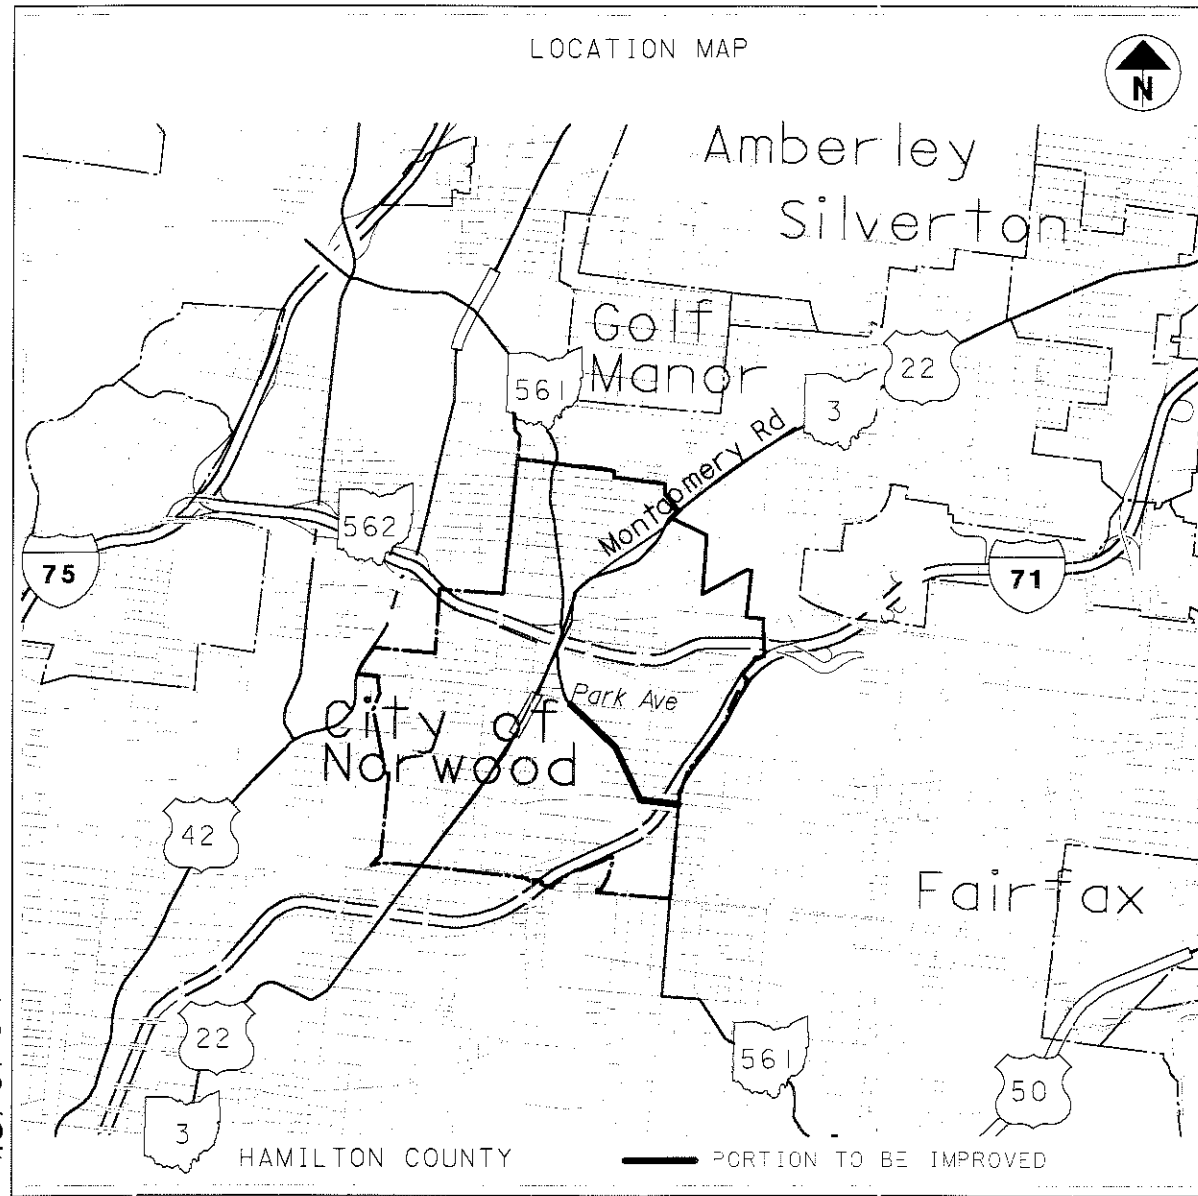 LOCATION MAP
N
Amberley
Silverton
Golf
Manor
22
561
3
Montgomery Rd
562
75
71
Park Ave
City of
Norwood
42
Fairfax
22
561
50
3
HAMILTON COUNTY
PORTION TO BE IMPROVED